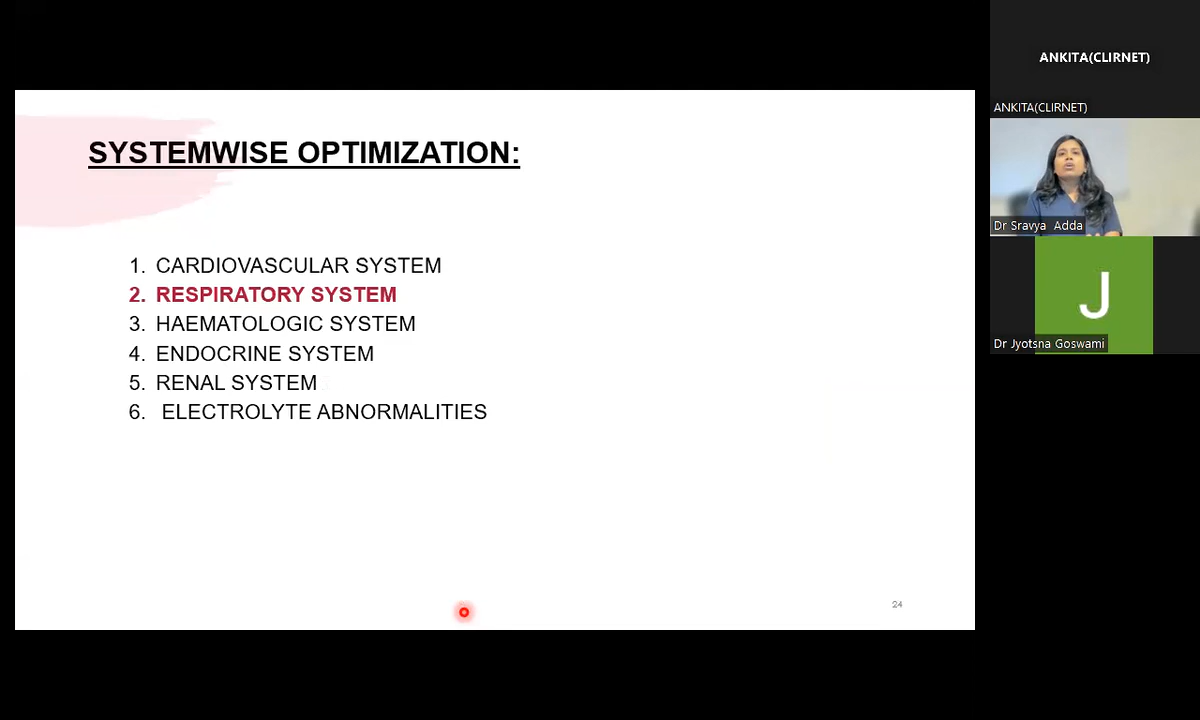 SYSTEMWISE OPTIMIZATION:
1. CARDIOVASCULAR SYSTEM
2. RESPIRATORY SYSTEM
3. HAEMATOLOGIC SYSTEM
4. ENDOCRINE SYSTEM
5. RENAL SYSTEM
6. ELECTROLYTE ABNORMALITIES
24
ANKITA(CLIRNET)
ANKITA(CLIRNET)
Dr Sravya Adda
J
Dr Jyotsna Goswami